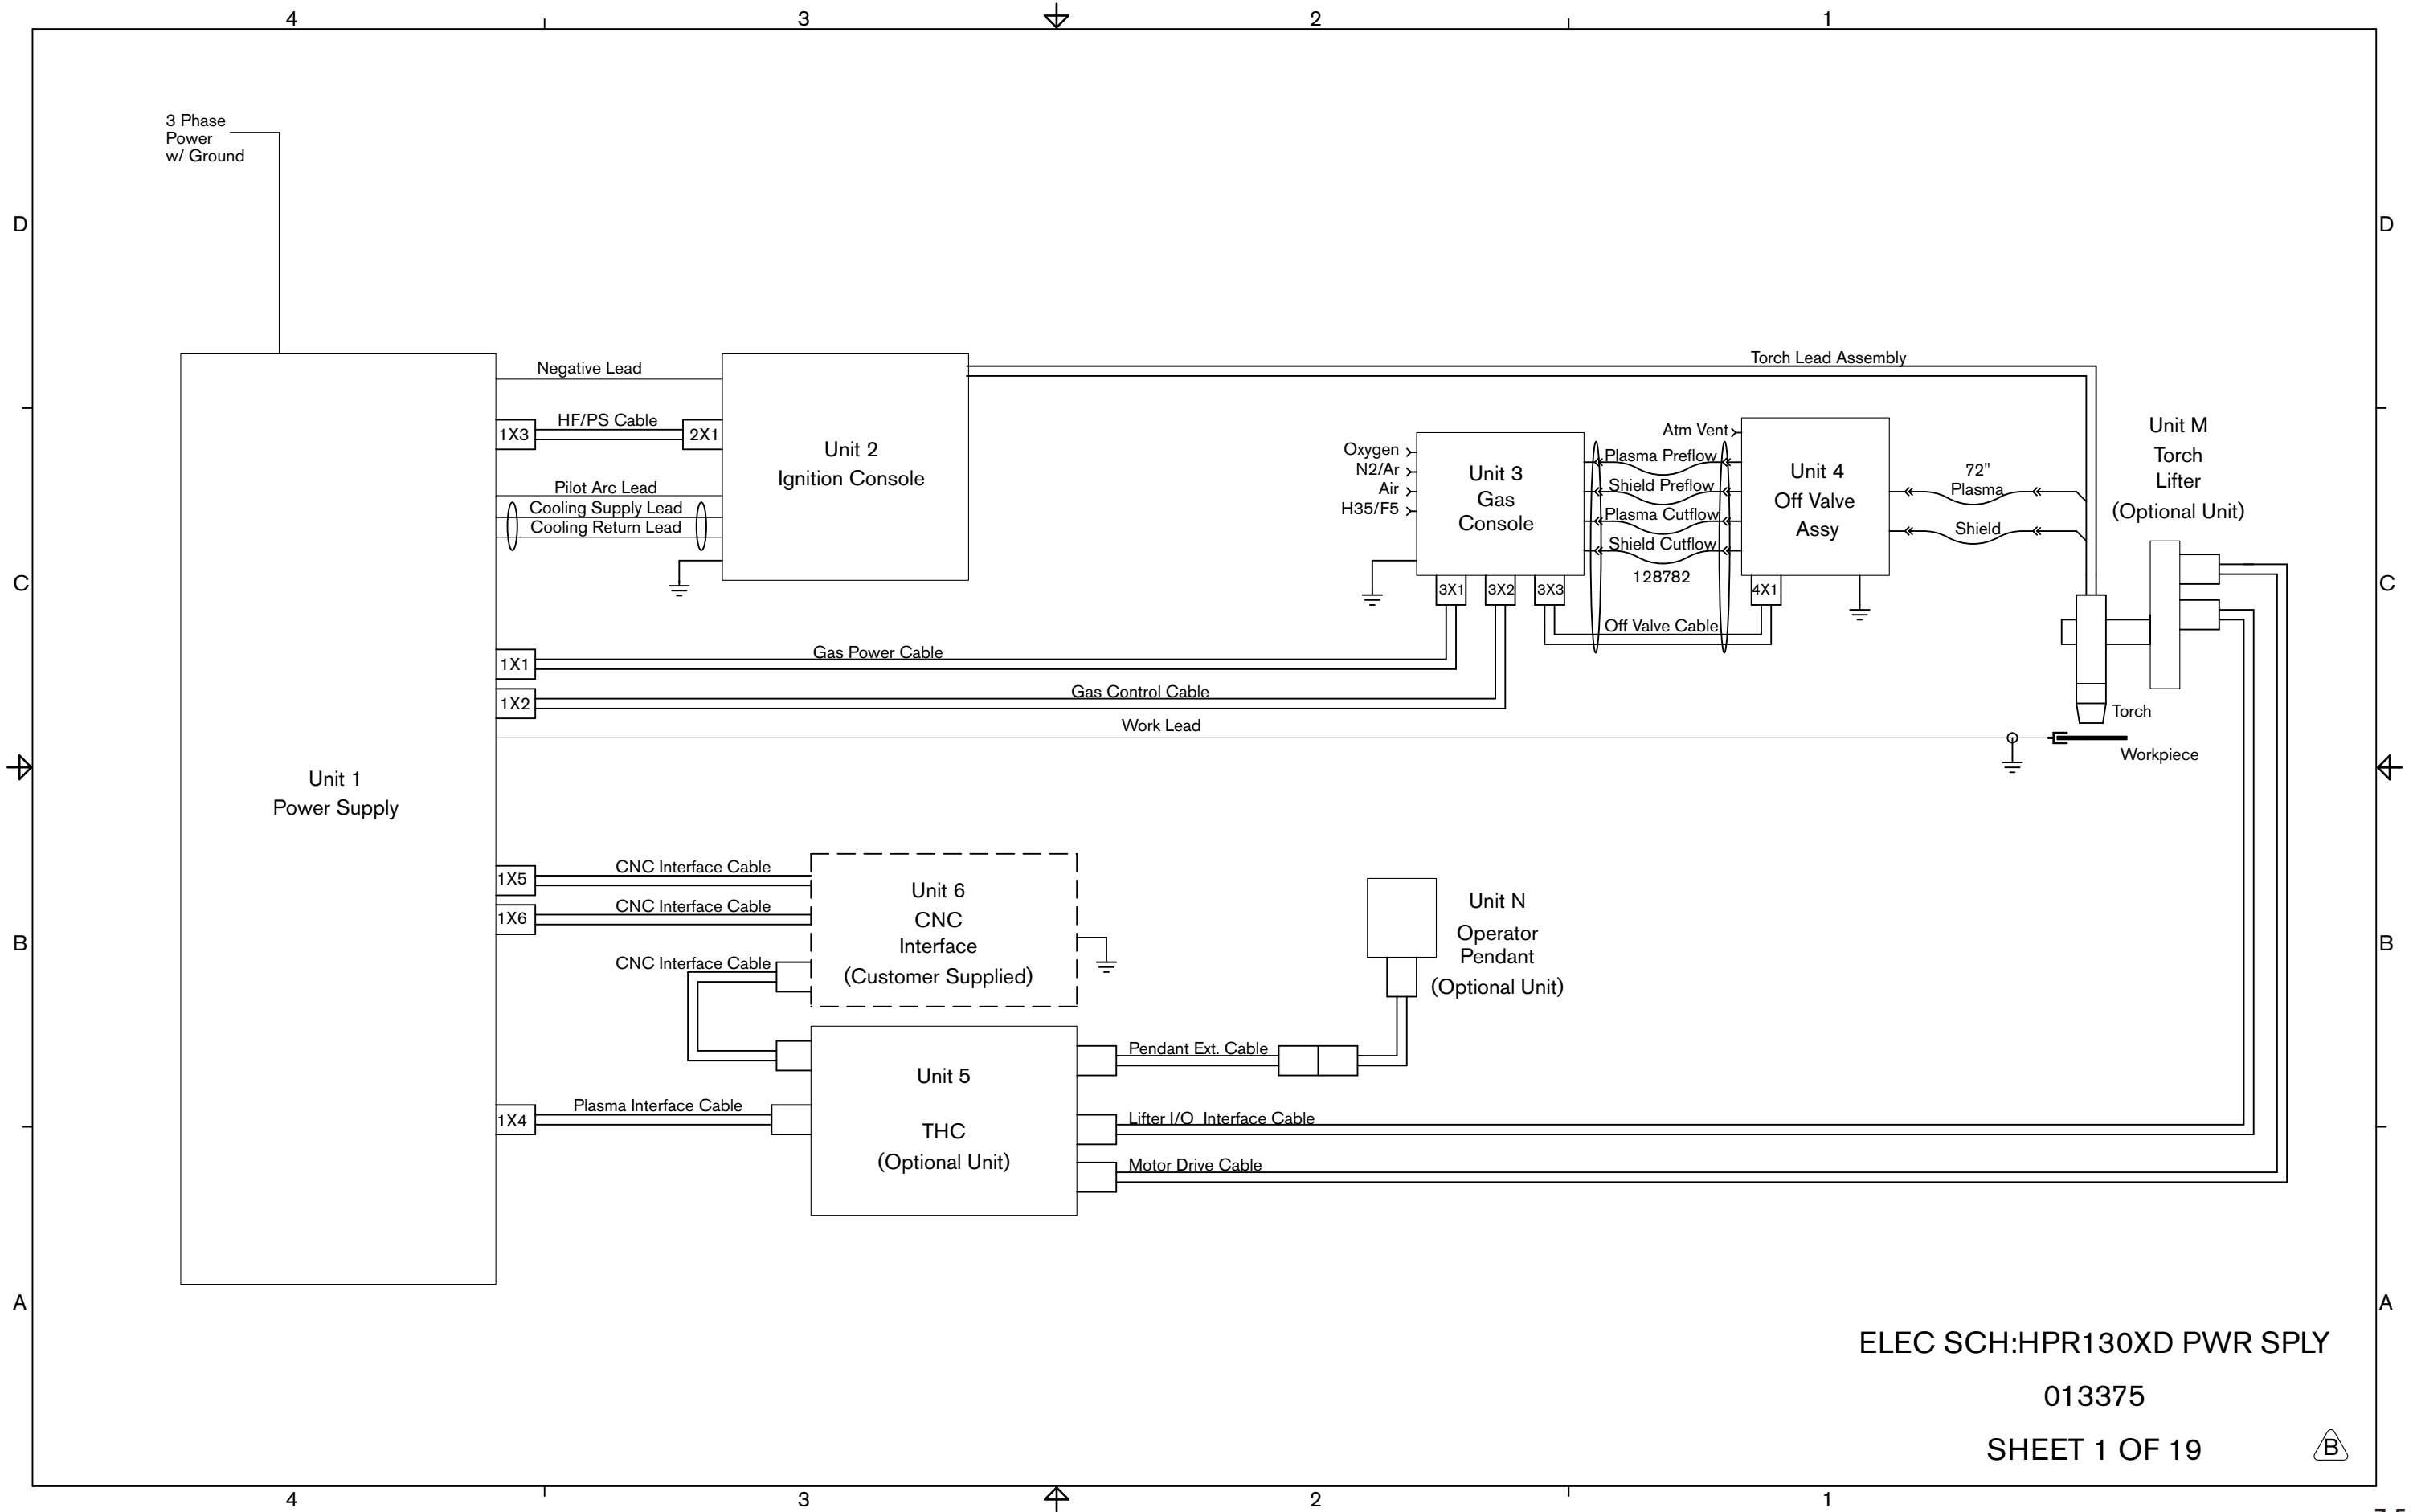 4 3 2 1
3 Phase
Power
w/ Ground
D D
Negative Lead
Torch Lead Assembly
1X3 HF/PS Cable 2X1
Unit 2
Ignition Console
Pilot Arc Lead
Cooling Supply Lead
Cooling Return Lead
Oxygen
N2/Ar
Air
H35/F5
Unit 3
Gas
Console
Atm Vent
Plasma Preflow
Shield Preflow
Plasma Cutflow
Shield Cutflow
128782
Unit 4
Off Valve
Assy
72"
Plasma
Shield
Unit M
Torch
Lifter
(Optional Unit)
C C
3X1 3X2 3X3 4X1
Off Valve Cable
1X1 Gas Power Cable
1X2 Gas Control Cable
Work Lead
Torch
Workpiece
Unit 1
Power Supply
1X5 CNC Interface Cable
1X6 CNC Interface Cable
CNC Interface Cable
Unit 6
CNC
Interface
(Customer Supplied)
Unit N
Operator
Pendant
(Optional Unit)
B B
Unit 5
THC
(Optional Unit)
Pendant Ext. Cable
1X4 Plasma Interface Cable
Lifter I/O Interface Cable
Motor Drive Cable
A A
ELEC SCH:HPR130XD PWR SPLY
013375
SHEET 1 OF 19
B
4 3 2 1